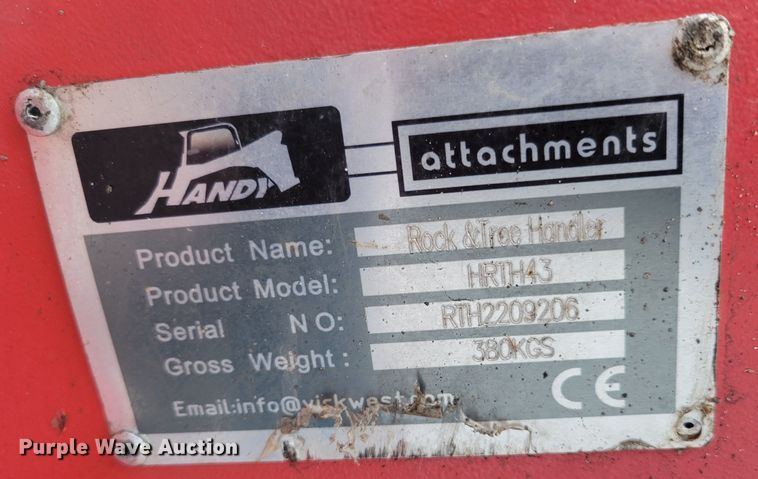 HANDY
attachments
Product Name: Rock &Tree Handler
Product Model: HRTH43
Serial NO: RTH2209206
Gross Weight: 380KGS
CE
Purple Wave Auction